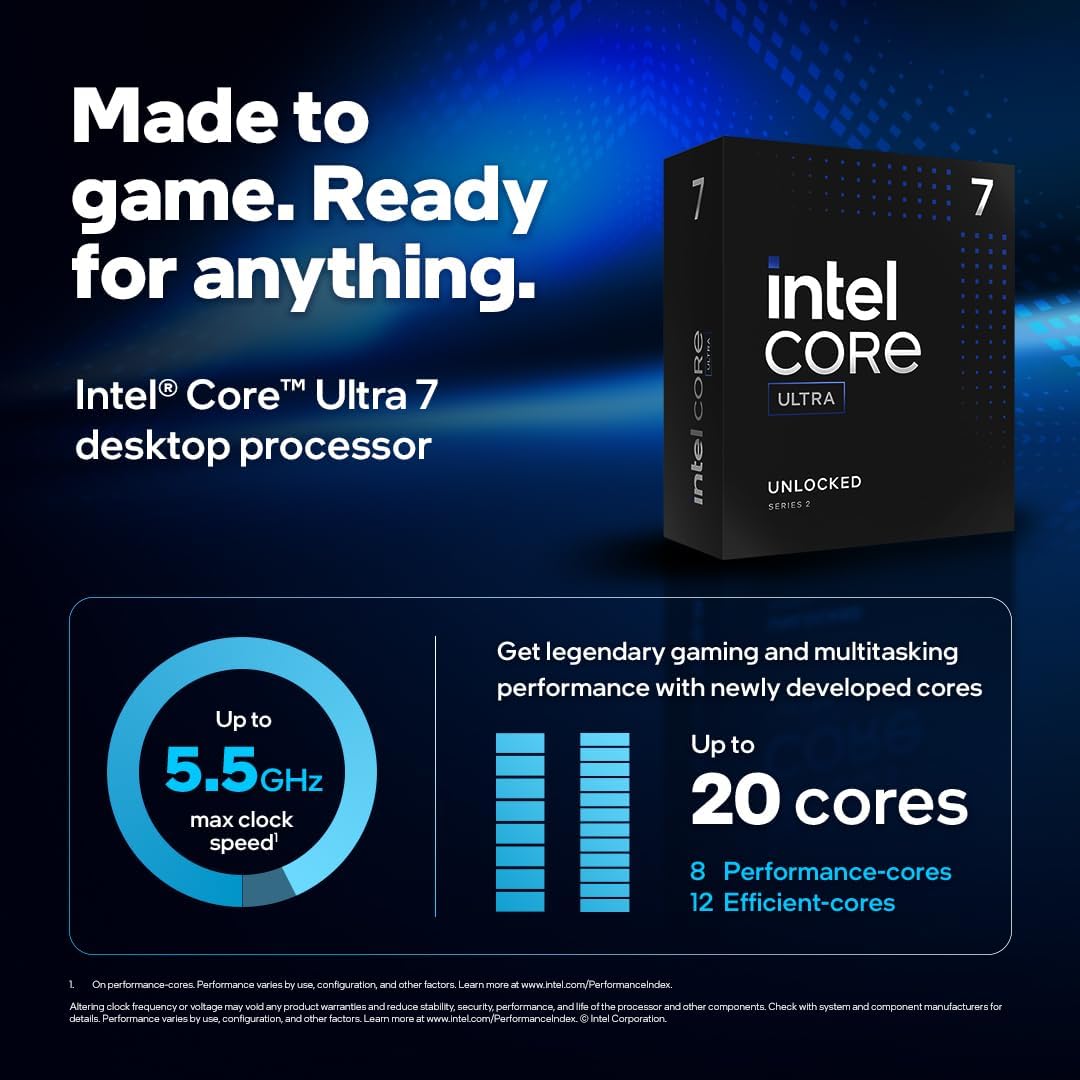 Made to
game. Ready
for anything.
Intel® Core™ Ultra 7
desktop processor
7
intel CORE ULTRA
7
intel
CORE
ULTRA
UNLOCKED
SERIES 2
Up to
5.5GHz
max clock
speed¹
Get legendary gaming and multitasking
performance with newly developed cores
Up to
20 cores
8 Performance-cores
12 Efficient-cores
1. On performance-cores. Performance varies by use, configuration, and other factors. Learn more at www.intel.com/PerformanceIndex.
Altering clock frequency or voltage may void any product warranties and reduce stability, security, performance, and life of the processor and other components. Check with system and component manufacturers for
details. Performance varies by use, configuration, and other factors. Learn more at www.intel.com/PerformanceIndex. © Intel Corporation.